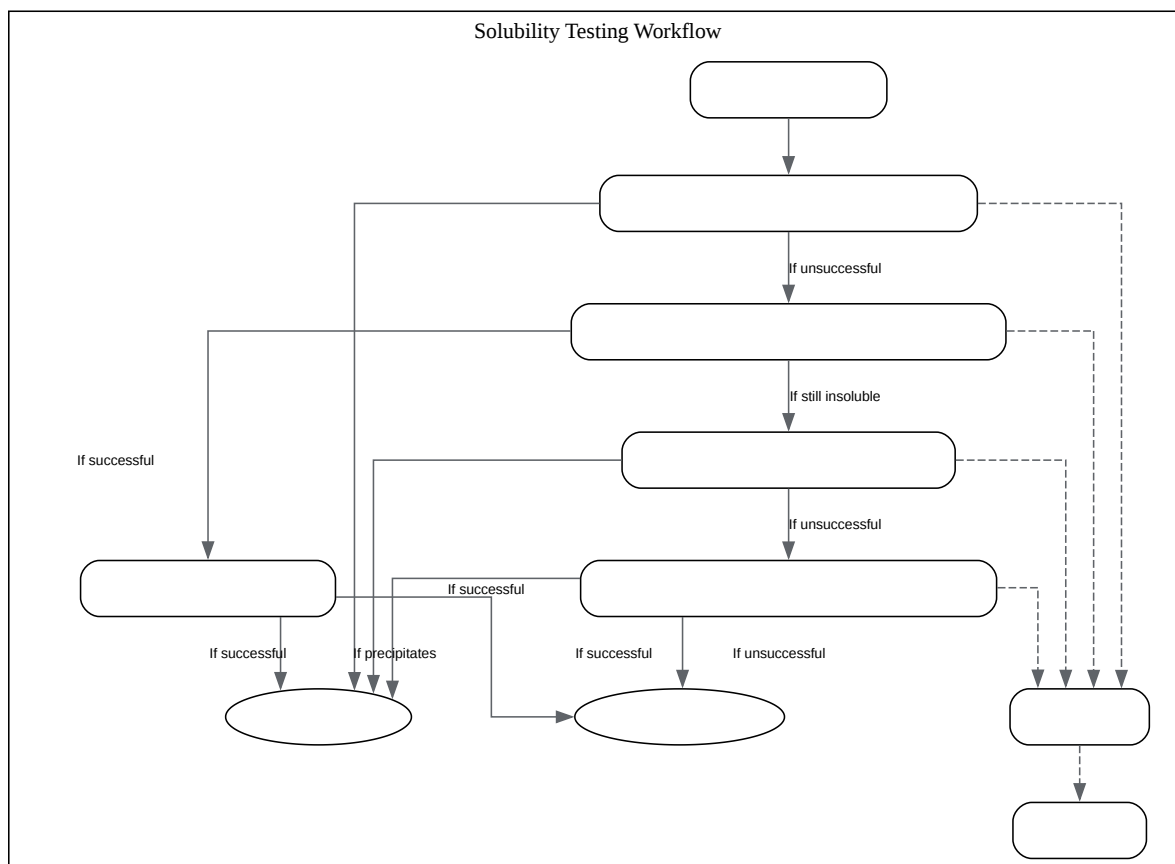 Solubility Testing Workflow
If unsuccessful
If still insoluble
If successful
If unsuccessful
If successful
If successful
If precipitates
If successful
If unsuccessful